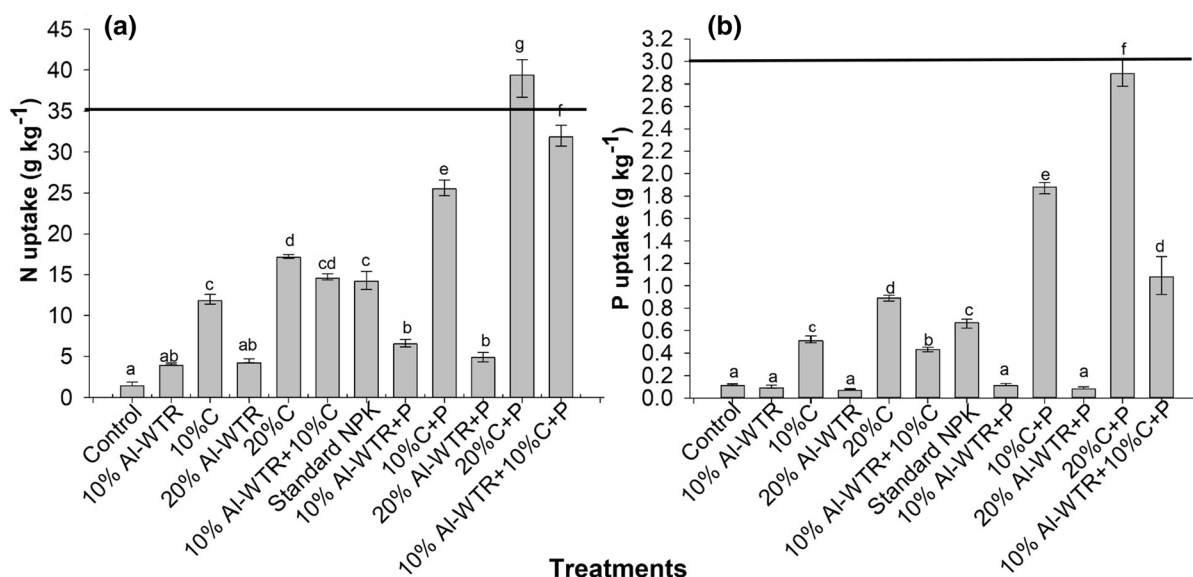 (a)
N uptake (g kg-1)
45
40
35
30
25
20
15
10
5
0
a
ab
c
ab
d
cd
c
b
e
b
g
f
Control
10% Al-WTR
10%C
20% Al-WTR
20%C
10% Al-WTR+10%C
Standard NPK
10% Al-WTR+P
10%C+P
20% Al-WTR+P
20%C+P
10% Al-WTR+10%C+P
(b)
P uptake (g kg-1)
3.2
3.0
2.8
2.6
2.4
2.2
2.0
1.8
1.6
1.4
1.2
1.0
0.8
0.6
0.4
0.2
0.0
a
a
c
a
d
b
c
a
e
a
f
d
Control
10% Al-WTR
10%C
20% Al-WTR
20%C
10% Al-WTR+10%C
Standard NPK
10% Al-WTR+P
10%C+P
20% Al-WTR+P
20%C+P
10% Al-WTR+10%C+P
Treatments